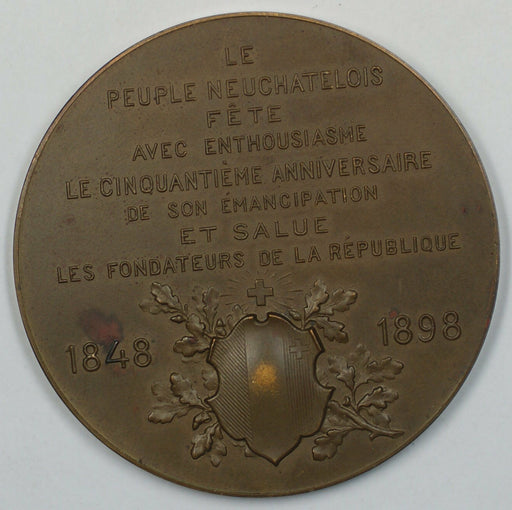 LE
PEUPLE NEUCHATELOIS
FÊTE
AVEC ENTHOUSIASME
LE CINQUANTIÈME ANNIVERSAIRE
DE SON ÉMANCIPATION
ET SALUE
LES FONDATEURS DE LA RÉPUBLIQUE
1848 1898